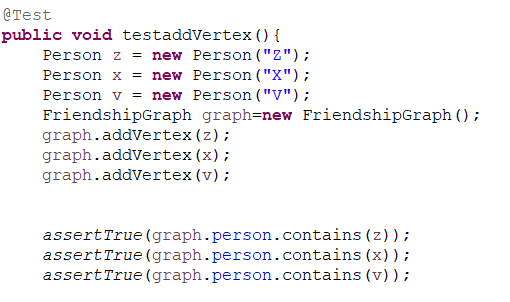 @Test
public void testaddVertex(){
    Person z = new Person("Z");
    Person x = new Person("X");
    Person v = new Person("V");
    FriendshipGraph graph=new FriendshipGraph();
    graph.addVertex(z);
    graph.addVertex(x);
    graph.addVertex(v);
    assertTrue(graph.person.contains(z));
    assertTrue(graph.person.contains(x));
    assertTrue(graph.person.contains(v));